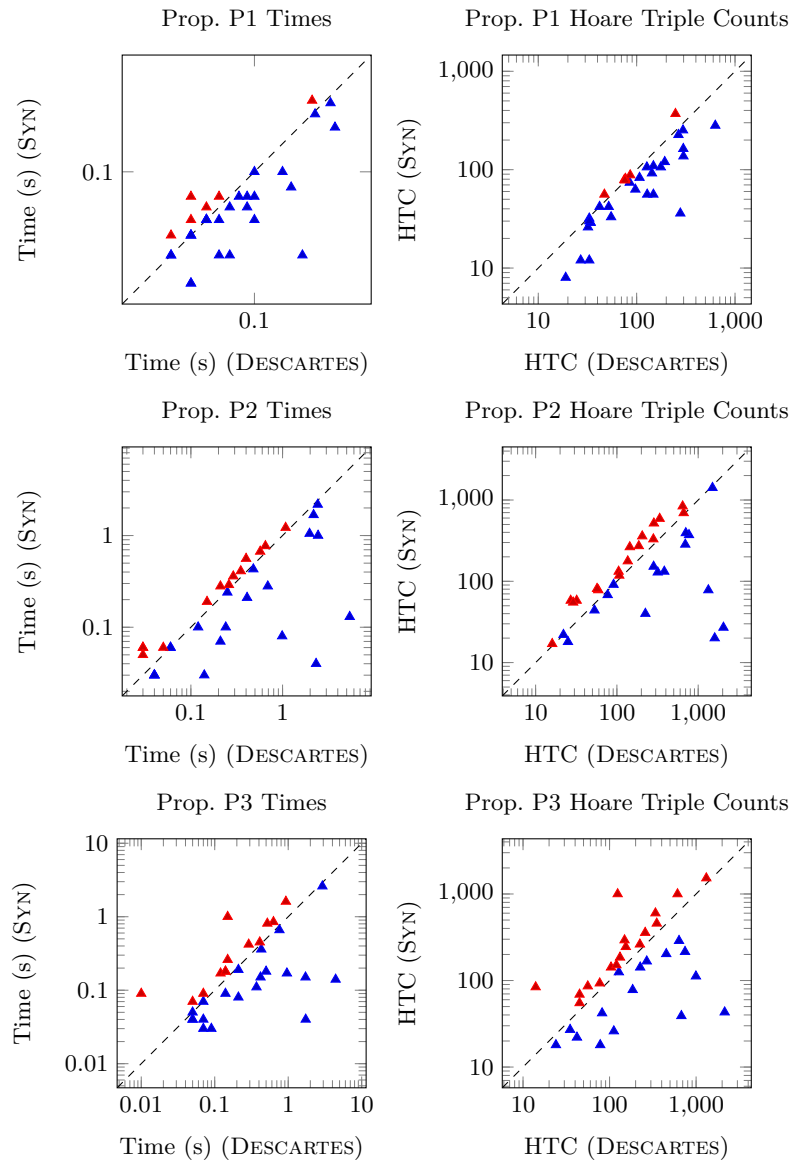 Prop. P1 Times
Time (s) (SYN)
0.1
0.1
Time (s) (DESCARTES)
Prop. P1 Hoare Triple Counts
HTC (SYN)
1,000
100
10
10 100 1,000
HTC (DESCARTES)
Prop. P2 Times
Time (s) (SYN)
1
0.1
0.1 1
Time (s) (DESCARTES)
Prop. P2 Hoare Triple Counts
HTC (SYN)
1,000
100
10
10 100 1,000
HTC (DESCARTES)
Prop. P3 Times
Time (s) (SYN)
10
1
0.1
0.01
0.01 0.1 1 10
Time (s) (DESCARTES)
Prop. P3 Hoare Triple Counts
HTC (SYN)
1,000
100
10
10 100 1,000
HTC (DESCARTES)